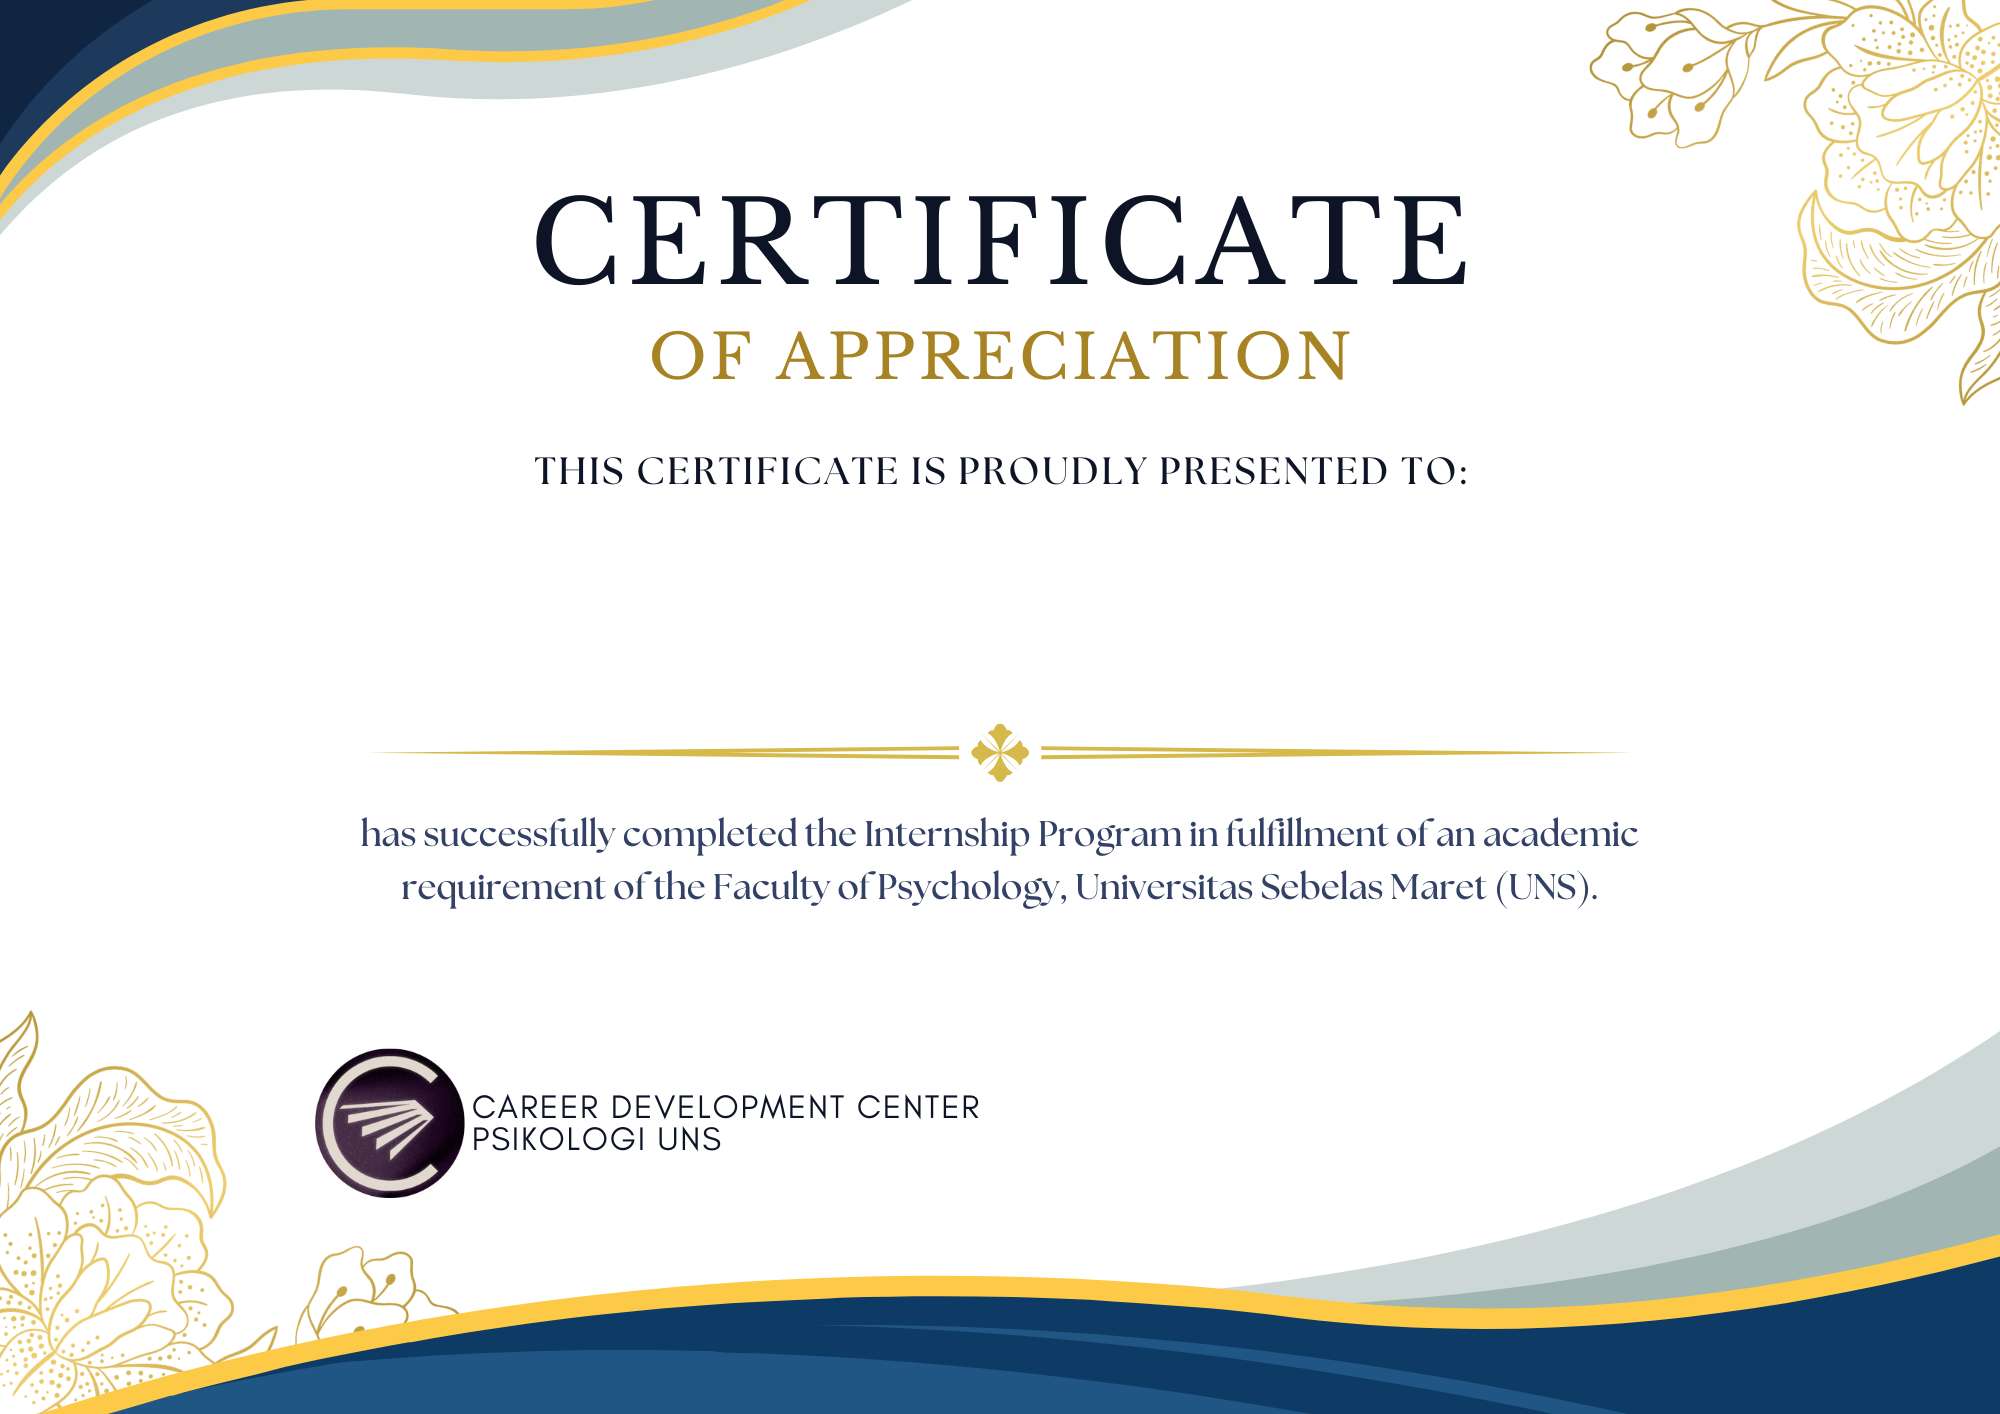 CERTIFICATE
OF APPRECIATION
THIS CERTIFICATE IS PROUDLY PRESENTED TO:
has successfully completed the Internship Program in fulfillment of an academic
requirement of the Faculty of Psychology, Universitas Sebelas Maret (UNS).
CAREER DEVELOPMENT CENTER
PSIKOLOGI UNS